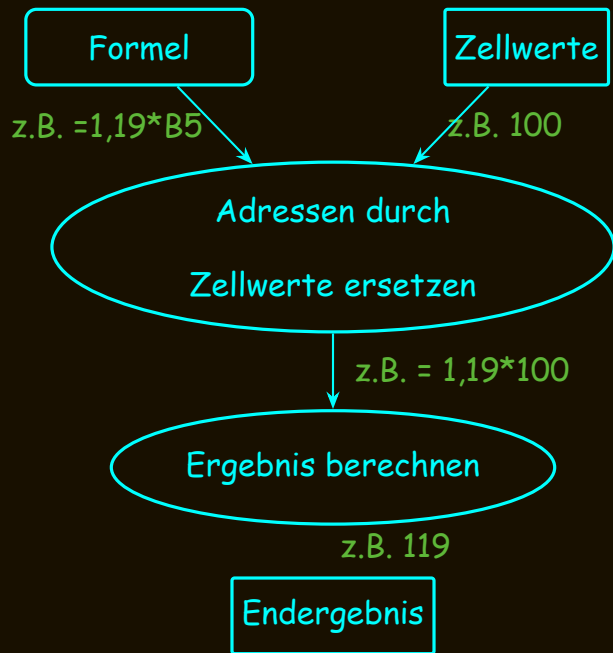 Formel
Zellwerte
z.B. =1,19*B5
z.B. 100
Adressen durch
Zellwerte ersetzen
z.B. = 1,19*100
Ergebnis berechnen
z.B. 119
Endergebnis